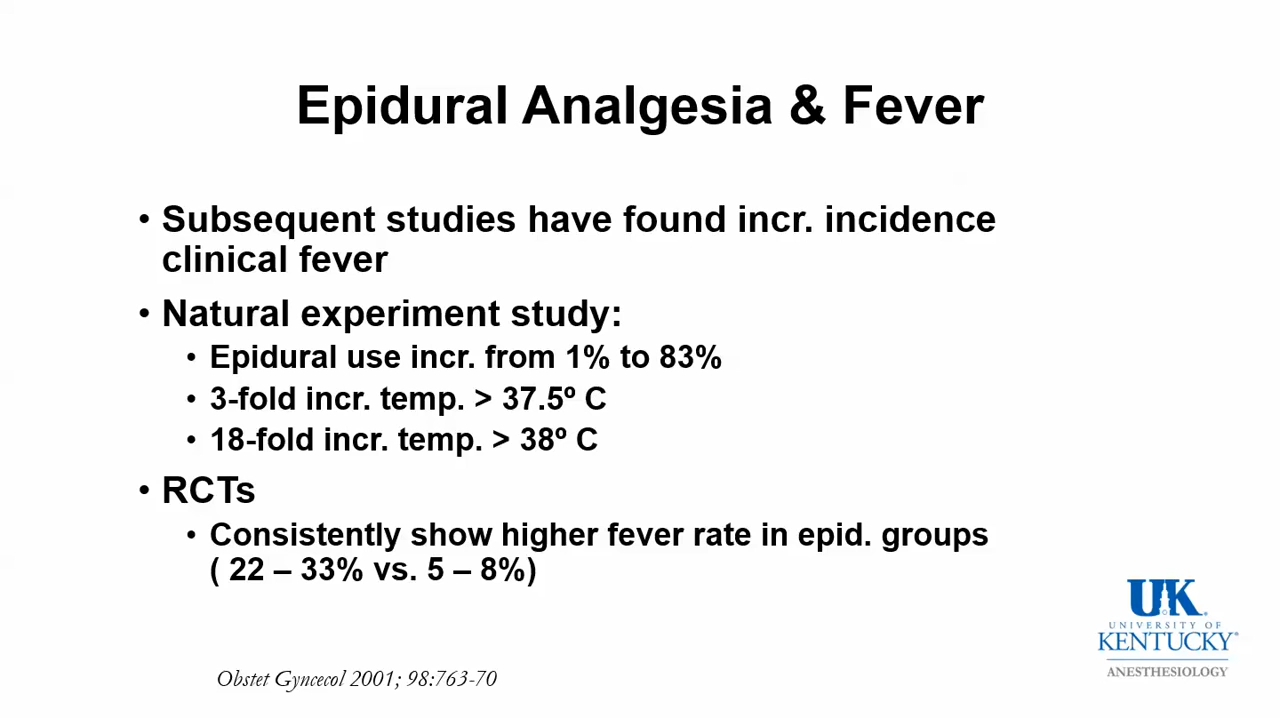 Epidural Analgesia & Fever
• Subsequent studies have found incr. incidence
clinical fever
• Natural experiment study:
• Epidural use incr. from 1% to 83%
• 3-fold incr. temp. > 37.5º C
• 18-fold incr. temp. > 38º C
• RCTs
• Consistently show higher fever rate in epid. groups
( 22 – 33% vs. 5 – 8%)
Obstet Gyncecol 2001; 98:763-70
UK
UNIVERSITY OF
KENTUCKY®
ANESTHESIOLOGY